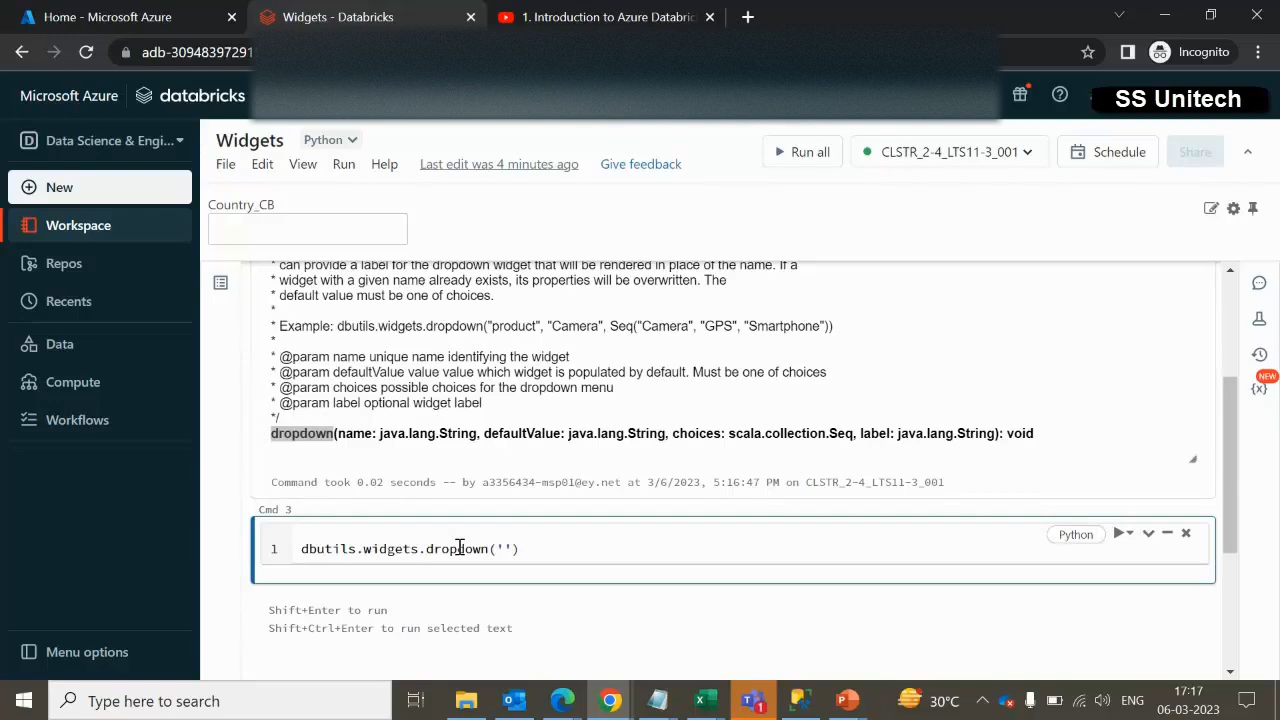 Home - Microsoft Azure
Widgets - Databricks
1. Introduction to Azure Databric
adb-30948397291
Incognito
Microsoft Azure
databricks
SS Unitech
Data Science & Engi...
Widgets
Python
Run all
CLSTR_2-4_LTS11-3_001
Schedule
Share
File
Edit
View
Run
Help
Last edit was 4 minutes ago
Give feedback
New
Workspace
Repos
Recents
Data
Compute
Workflows
Menu options
Country_CB
* can provide a label for the dropdown widget that will be rendered in place of the name. If a
* widget with a given name already exists, its properties will be overwritten. The
* default value must be one of choices.
*
* Example: dbutils.widgets.dropdown("product", "Camera", Seq("Camera", "GPS", "Smartphone"))
*
* @param name unique name identifying the widget
* @param defaultValue value value which widget is populated by default. Must be one of choices
* @param choices possible choices for the dropdown menu
* @param label optional widget label
*/
dropdown(name: java.lang.String, defaultValue: java.lang.String, choices: scala.collection.Seq, label: java.lang.String): void
Command took 0.02 seconds -- by a3356434-msp01@ey.net at 3/6/2023, 5:16:47 PM on CLSTR_2-4_LTS11-3_001
Cmd 3
Python
1
dbutils.widgets.dropdown('')
Shift+Enter to run
Shift+Ctrl+Enter to run selected text
NEW
{x}
Type here to search
1
30°C
ENG
17:17
06-03-2023